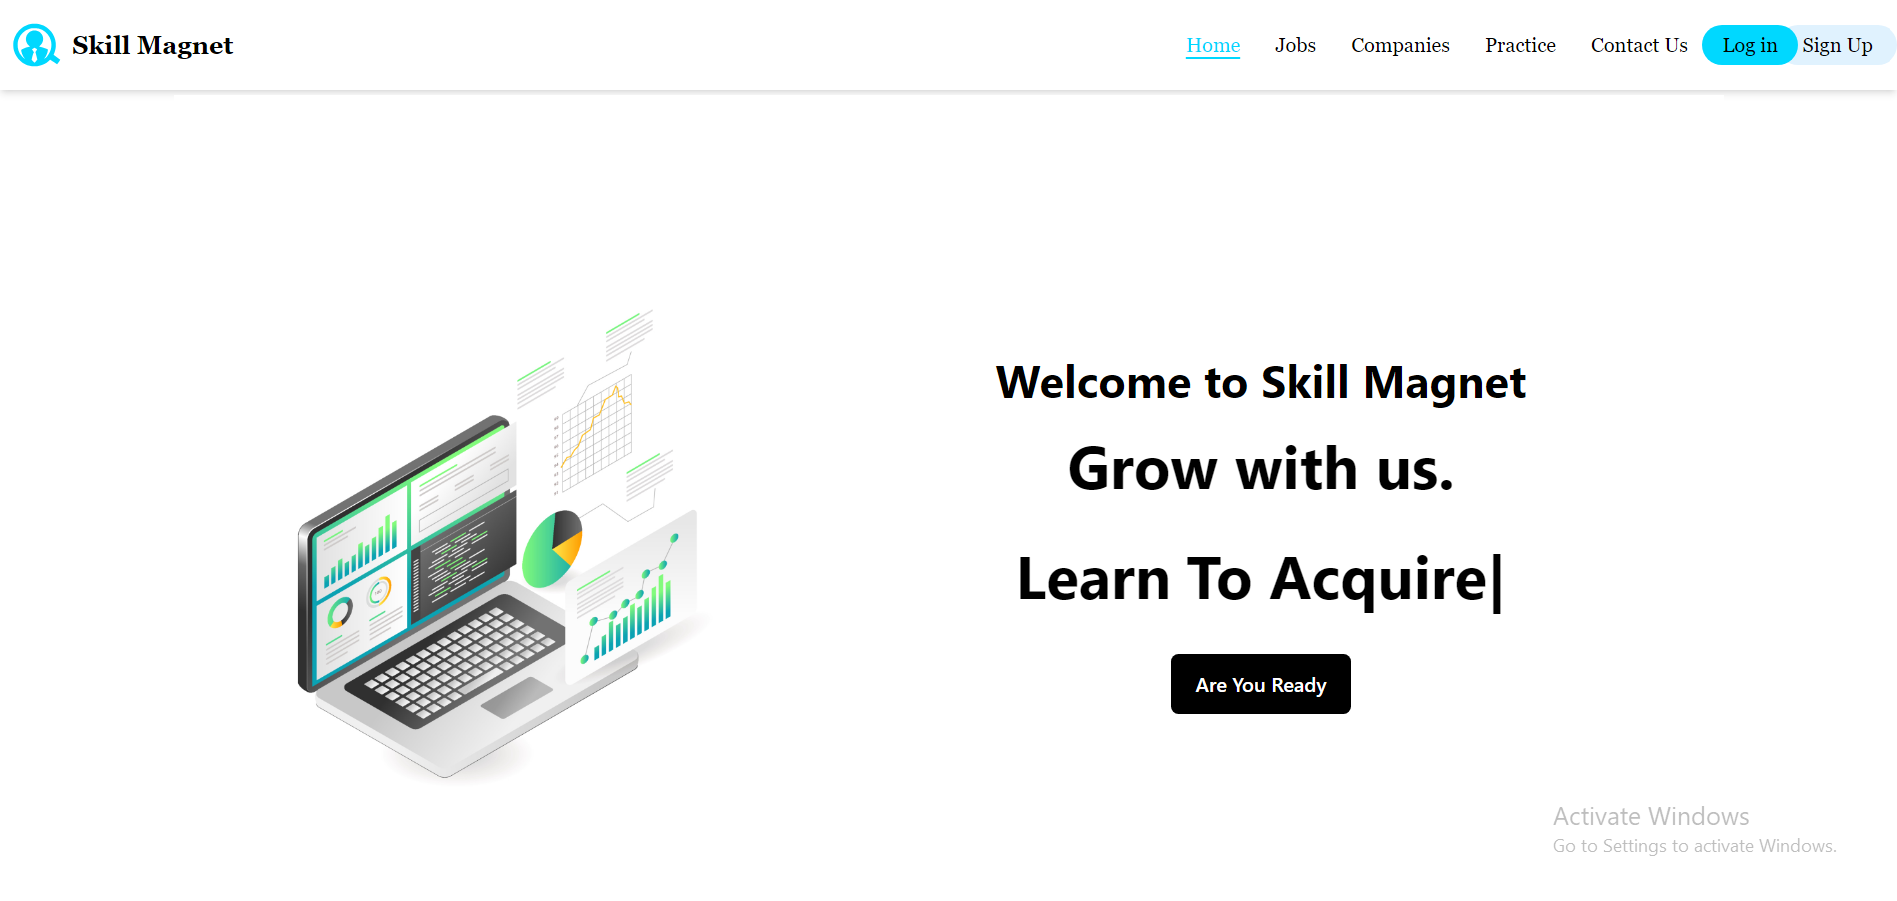 Skill Magnet
Home Jobs Companies Practice Contact Us Log in Sign Up
Welcome to Skill Magnet
Grow with us.
Learn To Acquire|
Are You Ready
Activate Windows
Go to Settings to activate Windows.